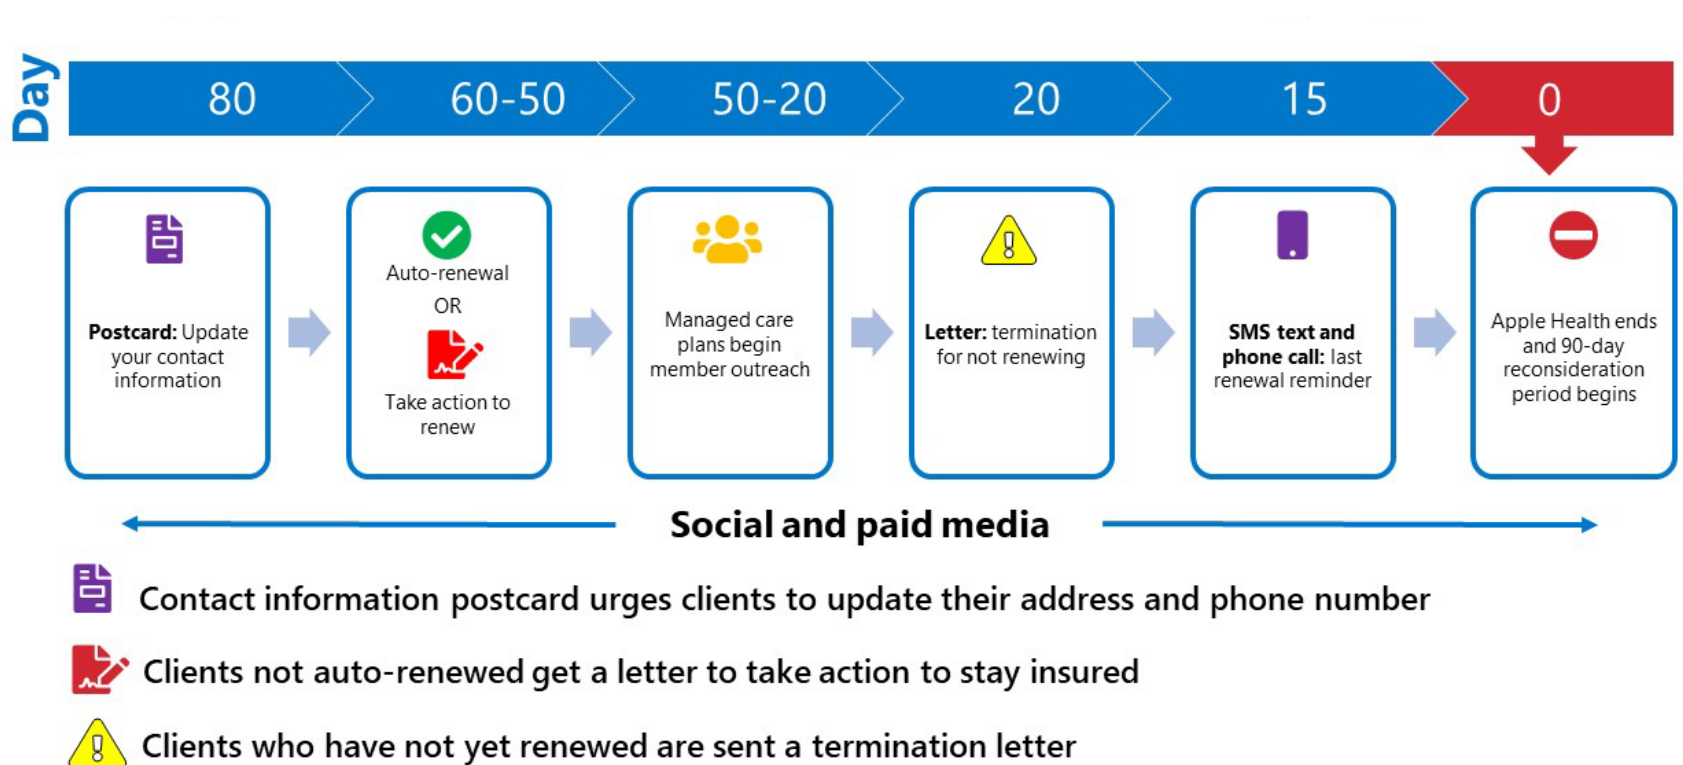 Day
80
60-50
50-20
20
15
0
Postcard: Update
your contact
information
Auto-renewal
OR
Take action to
renew
Managed care
plans begin
member outreach
Letter: termination
for not renewing
SMS text and
phone call: last
renewal reminder
Apple Health ends
and 90-day
reconsideration
period begins
Social and paid media
Contact information postcard urges clients to update their address and phone number
Clients not auto-renewed get a letter to take action to stay insured
Clients who have not yet renewed are sent a termination letter